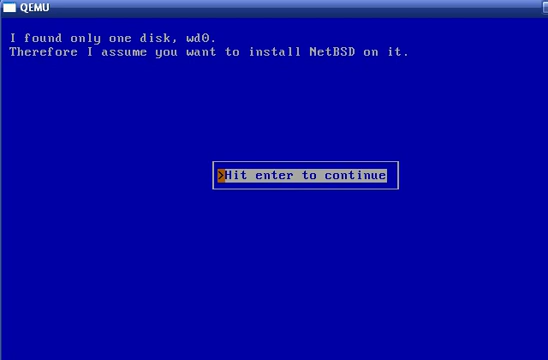 QEMU
I found only one disk, wd0.
Therefore I assume you want to install NetBSD on it.
>Hit enter to continue